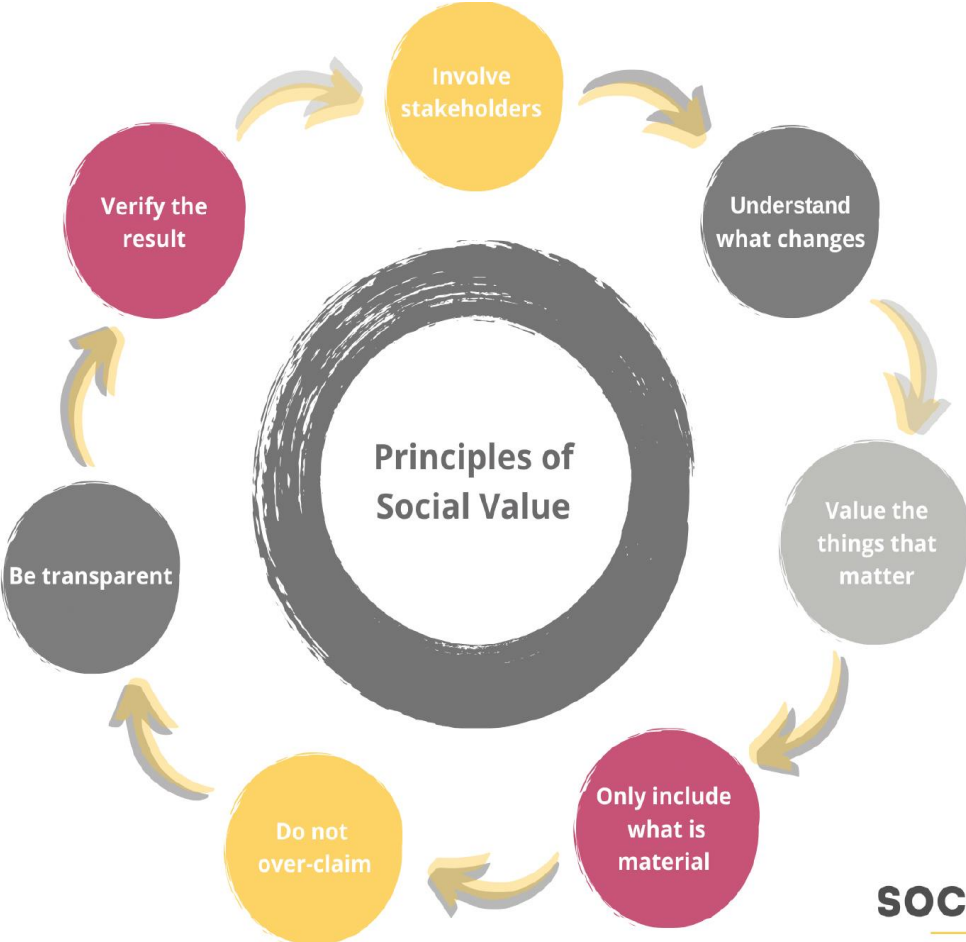 Involve
stakeholders
Understand
what changes
Value the
things that
matter
Only include
what is
material
Do not
over-claim
Be transparent
Verify the
result
Principles of
Social Value
SOC